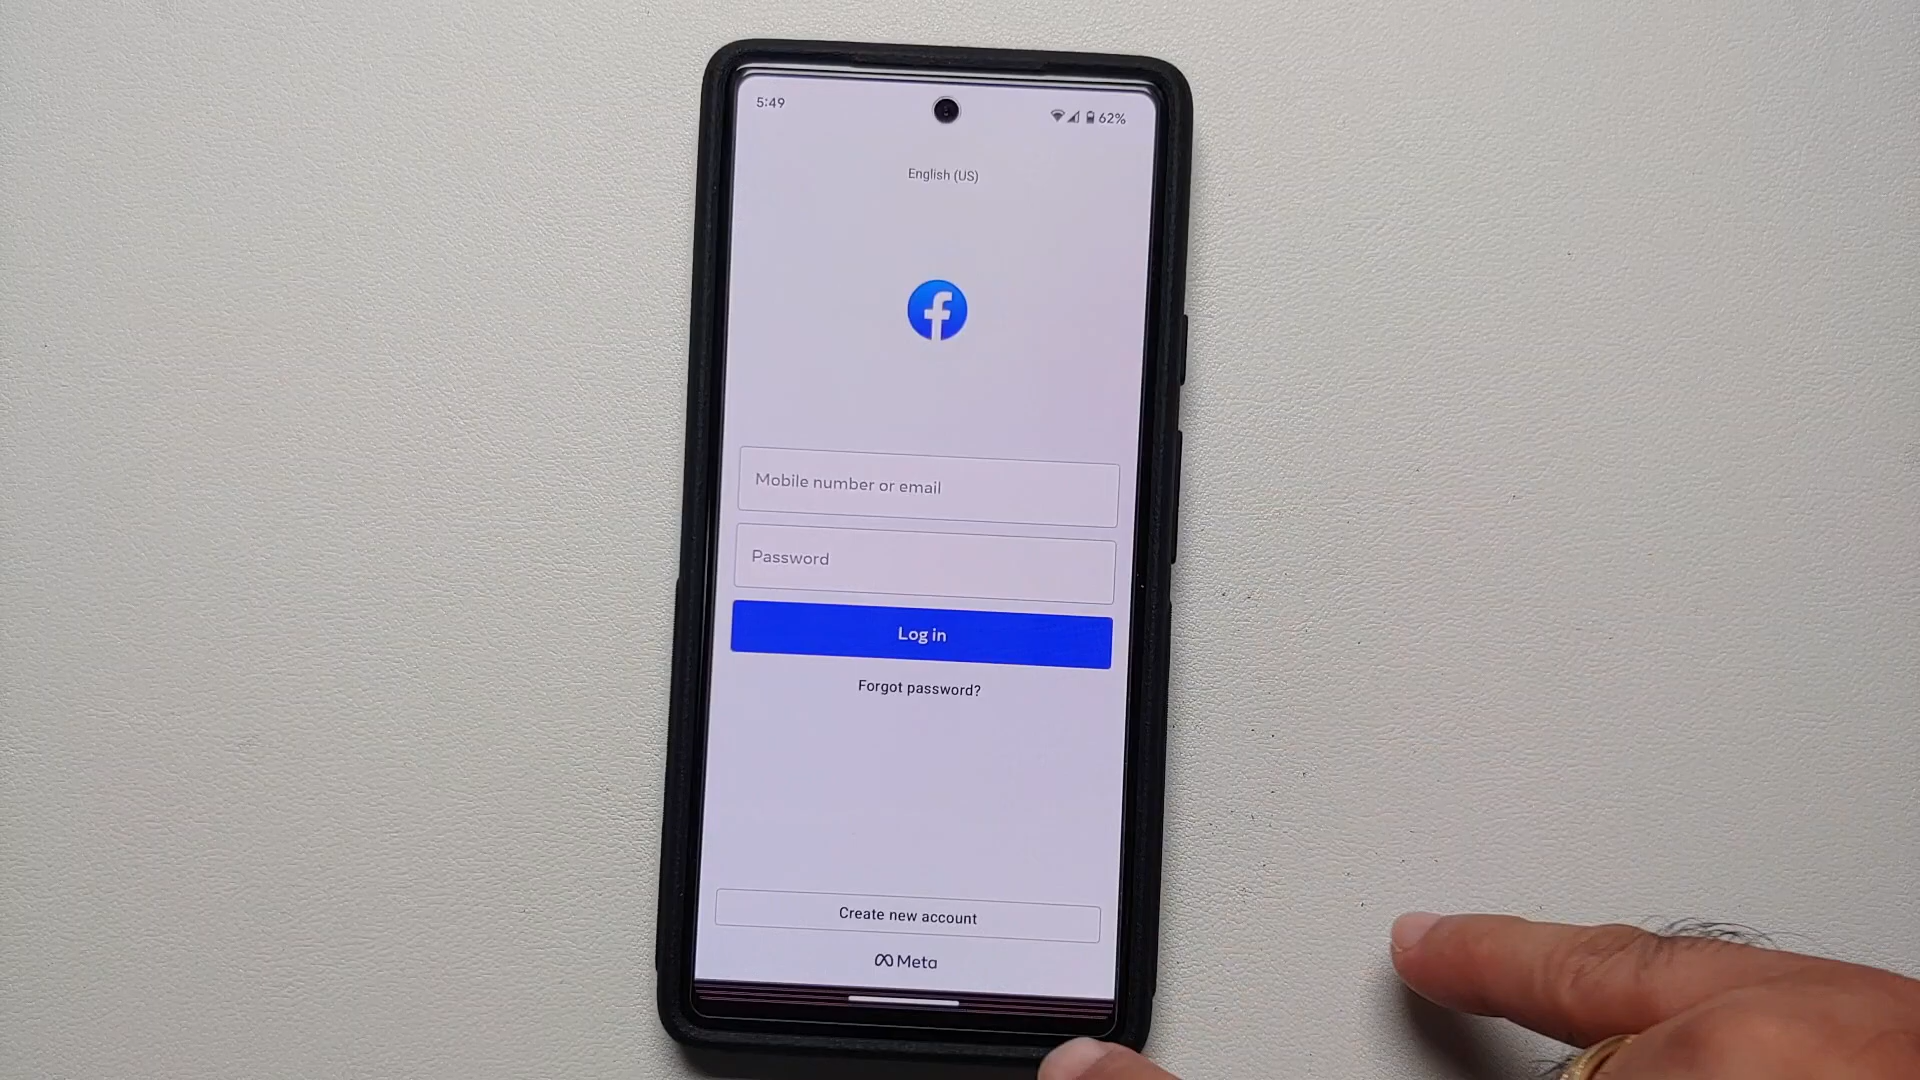 5:49
62%
English (US)
Mobile number or email
Password
Log in
Forgot password?
Create new account
Meta